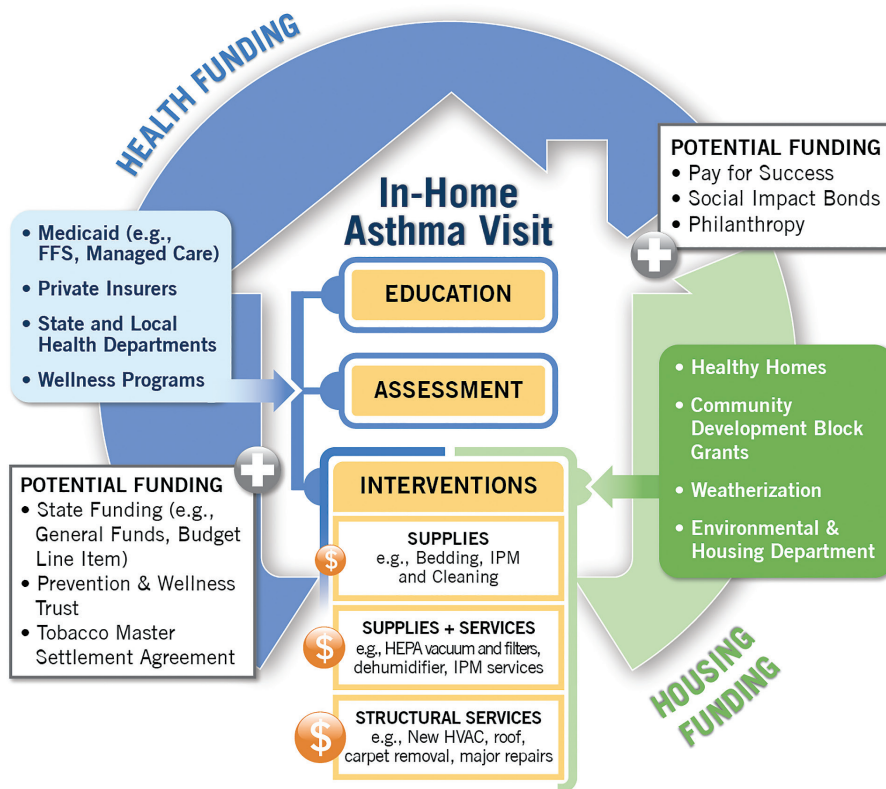 HEALTH FUNDING
In-Home
Asthma Visit
POTENTIAL FUNDING
• Pay for Success
• Social Impact Bonds
• Philanthropy
• Medicaid (e.g.,
FFS, Managed Care)
• Private Insurers
• State and Local
Health Departments
• Wellness Programs
EDUCATION
ASSESSMENT
• Healthy Homes
• Community
Development Block
Grants
• Weatherization
• Environmental &
Housing Department
POTENTIAL FUNDING
• State Funding (e.g.,
General Funds, Budget
Line Item)
• Prevention & Wellness
Trust
• Tobacco Master
Settlement Agreement
INTERVENTIONS
$
SUPPLIES
e.g., Bedding, IPM
and Cleaning
$
SUPPLIES + SERVICES
e.g., HEPA vacuum and filters,
dehumidifier, IPM services
$
STRUCTURAL SERVICES
e.g., New HVAC, roof,
carpet removal, major repairs
HOUSING
FUNDING